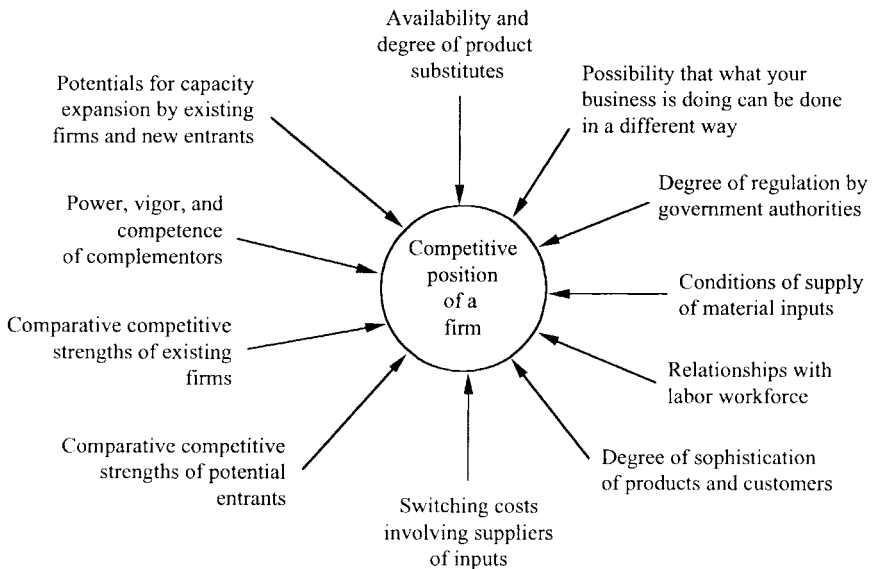 Availability and
degree of product
substitutes
Possibility that what your
business is doing can be done
in a different way
Degree of regulation by
government authorities
Conditions of supply
of material inputs
Relationships with
labor workforce
Degree of sophistication
of products and customers
Switching costs
involving suppliers
of inputs
Comparative competitive
strengths of potential
entrants
Comparative competitive
strengths of existing
firms
Power, vigor, and
competence
of complementors
Potentials for capacity
expansion by existing
firms and new entrants
Competitive
position
of a
firm